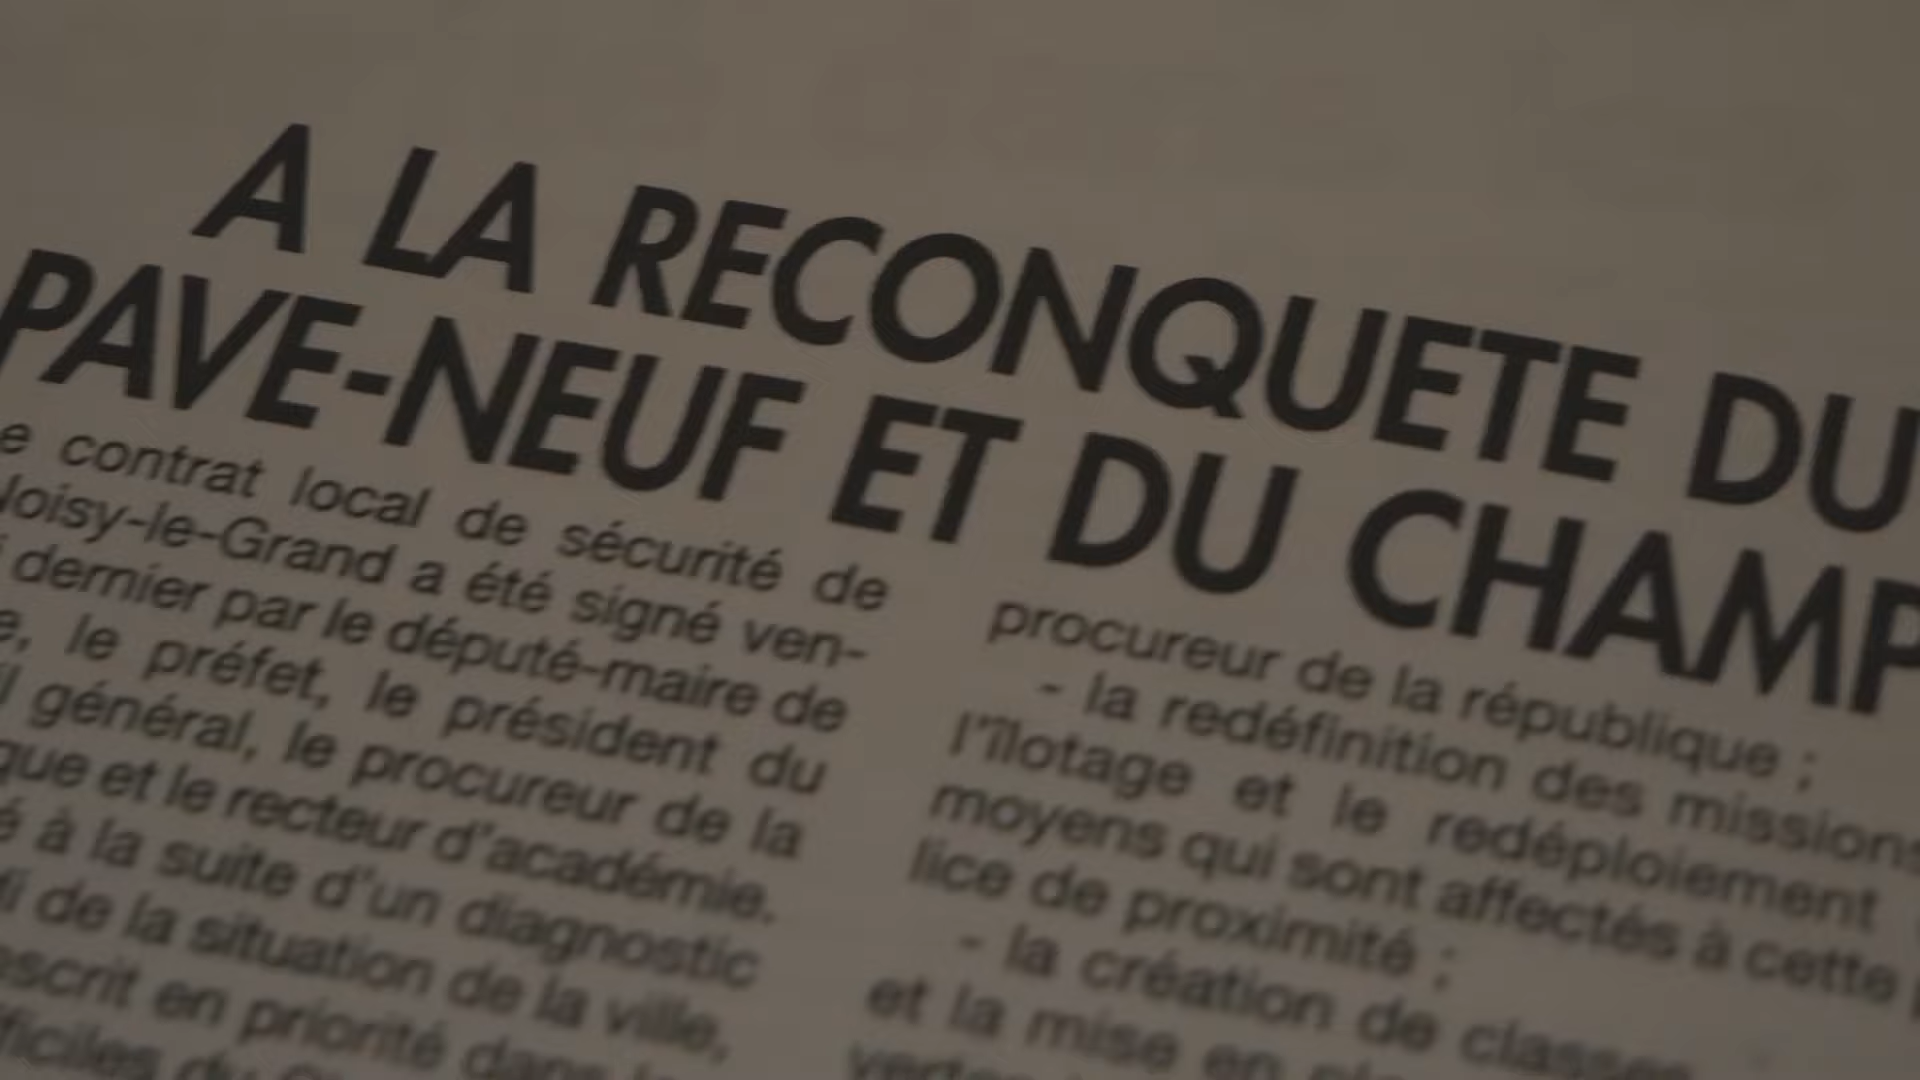 A LA RECONQUETE DU
PAVE-NEUF ET DU CHAMP
contrat local de sécurité de
Noisy-le-Grand a été signé ven-
dernier par le député-maire de
le préfet, le président du
général, le procureur de la
que et le recteur d'académie.
à la suite d'un diagnostic
de la situation de la ville,
en priorité dans
procureur de la république ;
- la redéfinition des missions
l'îlotage et le redéploiement
moyens qui sont affectés à cette
lice de proximité ;
- la création de classes
et la mise en